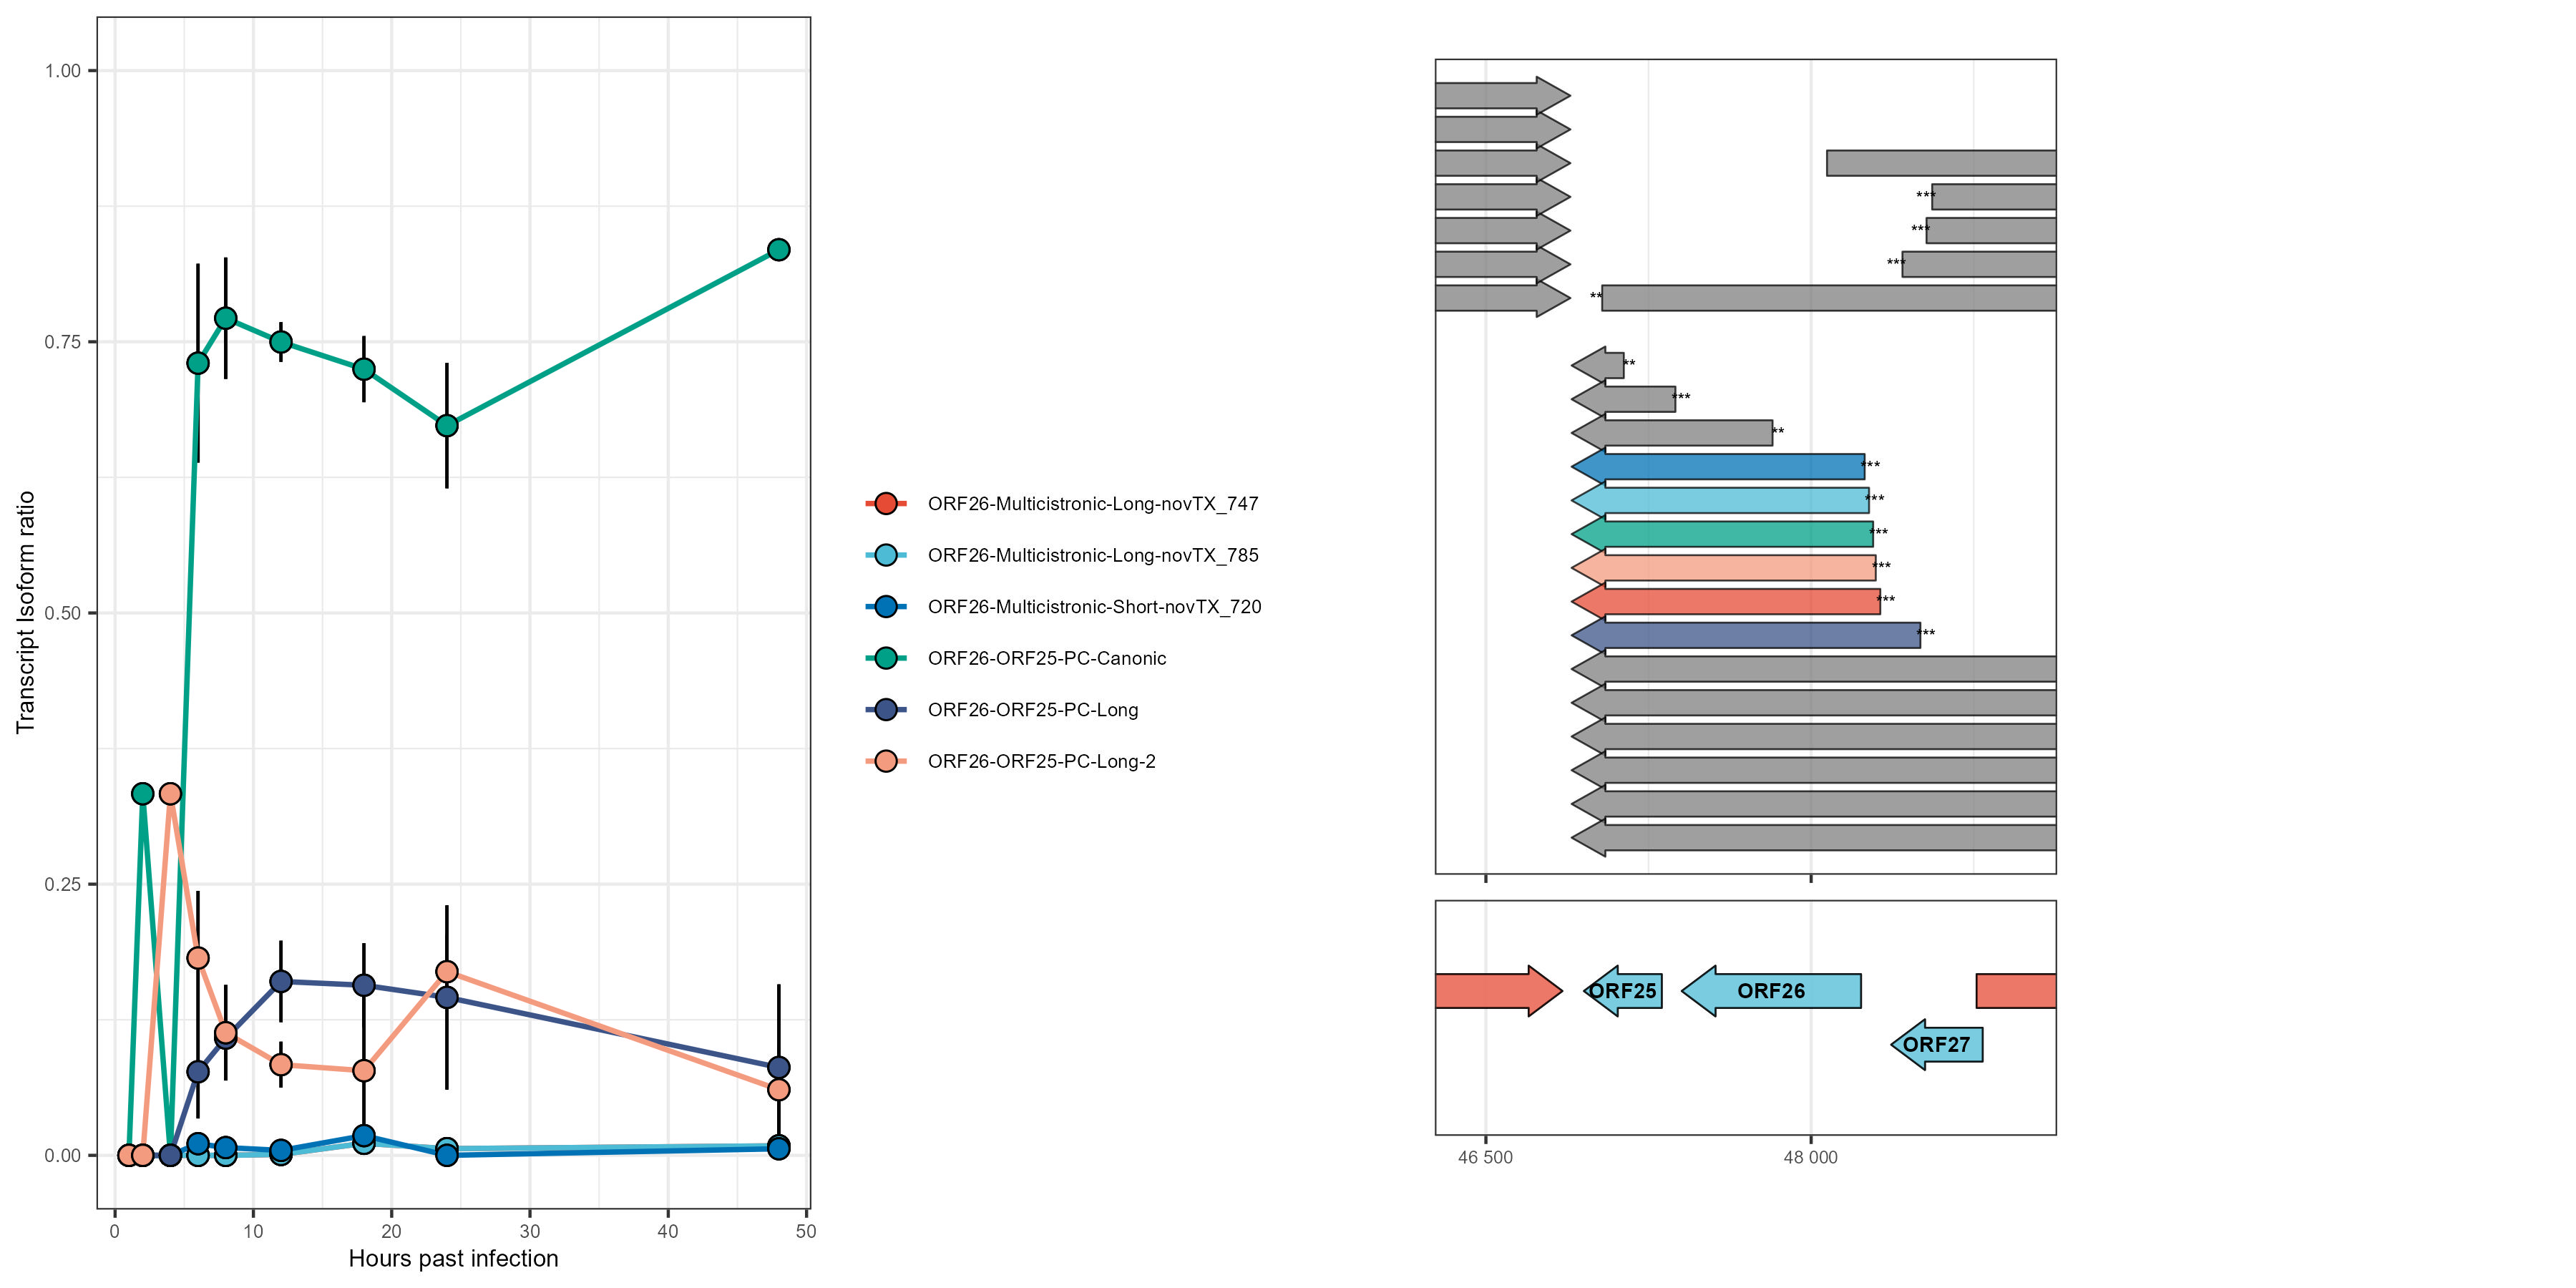 1.00
0.75
0.50
0.25
0.00
Transcript Isoform ratio
0 10 20 30 40 50
Hours past infection
ORF26-Multicistronic-Long-novTX_747
ORF26-Multicistronic-Long-novTX_785
ORF26-Multicistronic-Short-novTX_720
ORF26-ORF25-PC-Canonic
ORF26-ORF25-PC-Long
ORF26-ORF25-PC-Long-2
***
***
***
**
**
***
**
***
***
***
***
***
***
ORF25 ORF26
ORF27
46 500 48 000